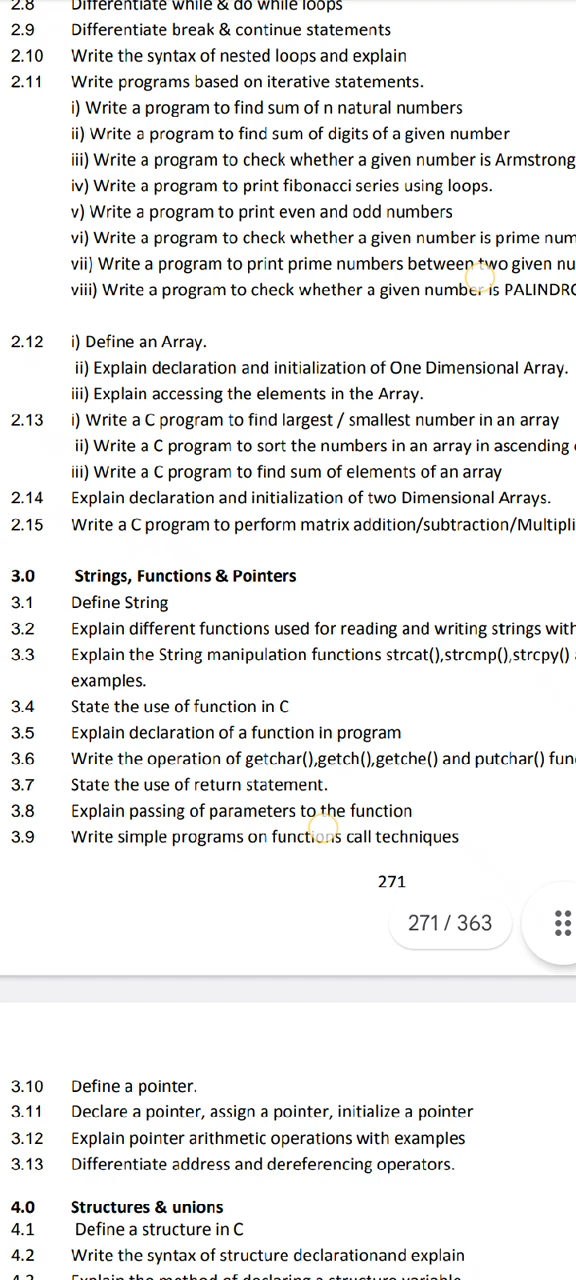 2.8 Differentiate while & do while loops
2.9 Differentiate break & continue statements
2.10 Write the syntax of nested loops and explain
2.11 Write programs based on iterative statements.
i) Write a program to find sum of n natural numbers
ii) Write a program to find sum of digits of a given number
iii) Write a program to check whether a given number is Armstrong
iv) Write a program to print fibonacci series using loops.
v) Write a program to print even and odd numbers
vi) Write a program to check whether a given number is prime num
vii) Write a program to print prime numbers between two given nu
viii) Write a program to check whether a given number is PALINDRO
2.12 i) Define an Array.
ii) Explain declaration and initialization of One Dimensional Array.
iii) Explain accessing the elements in the Array.
2.13 i) Write a C program to find largest / smallest number in an array
ii) Write a C program to sort the numbers in an array in ascending
iii) Write a C program to find sum of elements of an array
2.14 Explain declaration and initialization of two Dimensional Arrays.
2.15 Write a C program to perform matrix addition/subtraction/Multipli
3.0 Strings, Functions & Pointers
3.1 Define String
3.2 Explain different functions used for reading and writing strings with
3.3 Explain the String manipulation functions strcat(),strcmp(),strcpy()
examples.
3.4 State the use of function in C
3.5 Explain declaration of a function in program
3.6 Write the operation of getchar(),getch(),getche() and putchar() fun
3.7 State the use of return statement.
3.8 Explain passing of parameters to the function
3.9 Write simple programs on functions call techniques
271
271 / 363
3.10 Define a pointer.
3.11 Declare a pointer, assign a pointer, initialize a pointer
3.12 Explain pointer arithmetic operations with examples
3.13 Differentiate address and dereferencing operators.
4.0 Structures & unions
4.1 Define a structure in C
4.2 Write the syntax of structure declarationand explain
Explain the method of declaring a structure variable